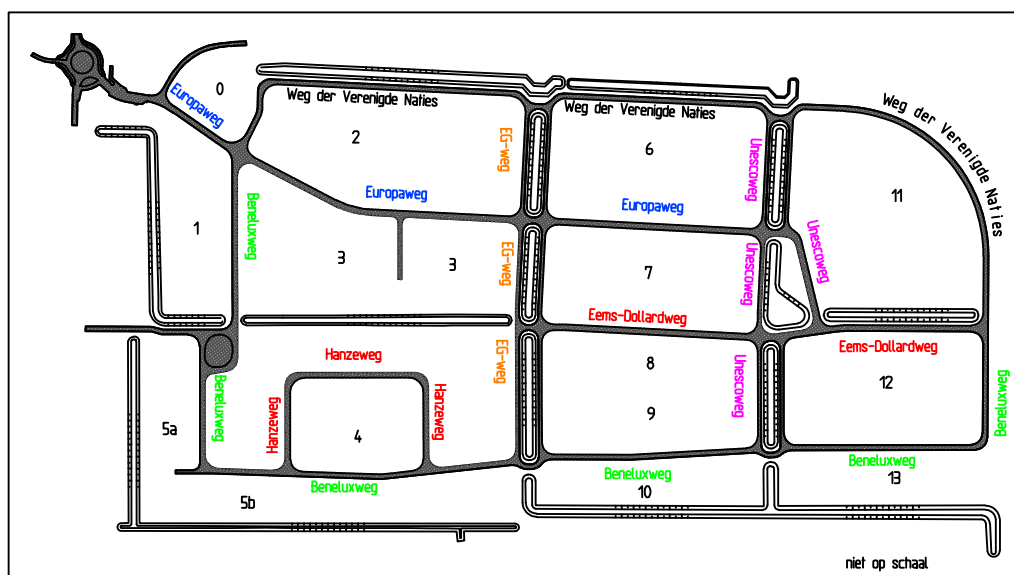 0
Europaweg
Weg der Verenigde Naties
Weg der Verenigde Naties
Weg der Verenigde Naties
2
EG-weg
6
Unescoweg
11
Europaweg
Europaweg
Beneluxweg
1
3
3
EG-weg
7
Unescoweg
Unescoweg
Eems-Dollardweg
Eems-Dollardweg
Hanzeweg
EG-weg
8
Unescoweg
12
Beneluxweg
Hanzeweg
Hanzeweg
9
Beneluxweg
5a
4
Beneluxweg
Beneluxweg
Beneluxweg
5b
10
13
niet op schaal